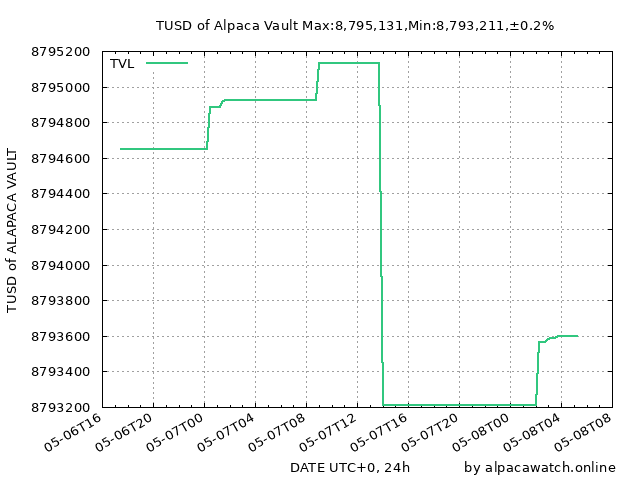 TUSD of Alpaca Vault Max:8,795,131,Min:8,793,211,±0.2%
TVL
8795200
8795000
8794800
8794600
8794400
8794200
8794000
8793800
8793600
8793400
8793200
TUSD of ALAPACA VAULT
05-06T16
05-06T20
05-07T00
05-07T04
05-07T08
05-07T12
05-07T16
05-07T20
05-08T00
05-08T04
05-08T08
DATE UTC+0, 24h
by alpacawatch.online